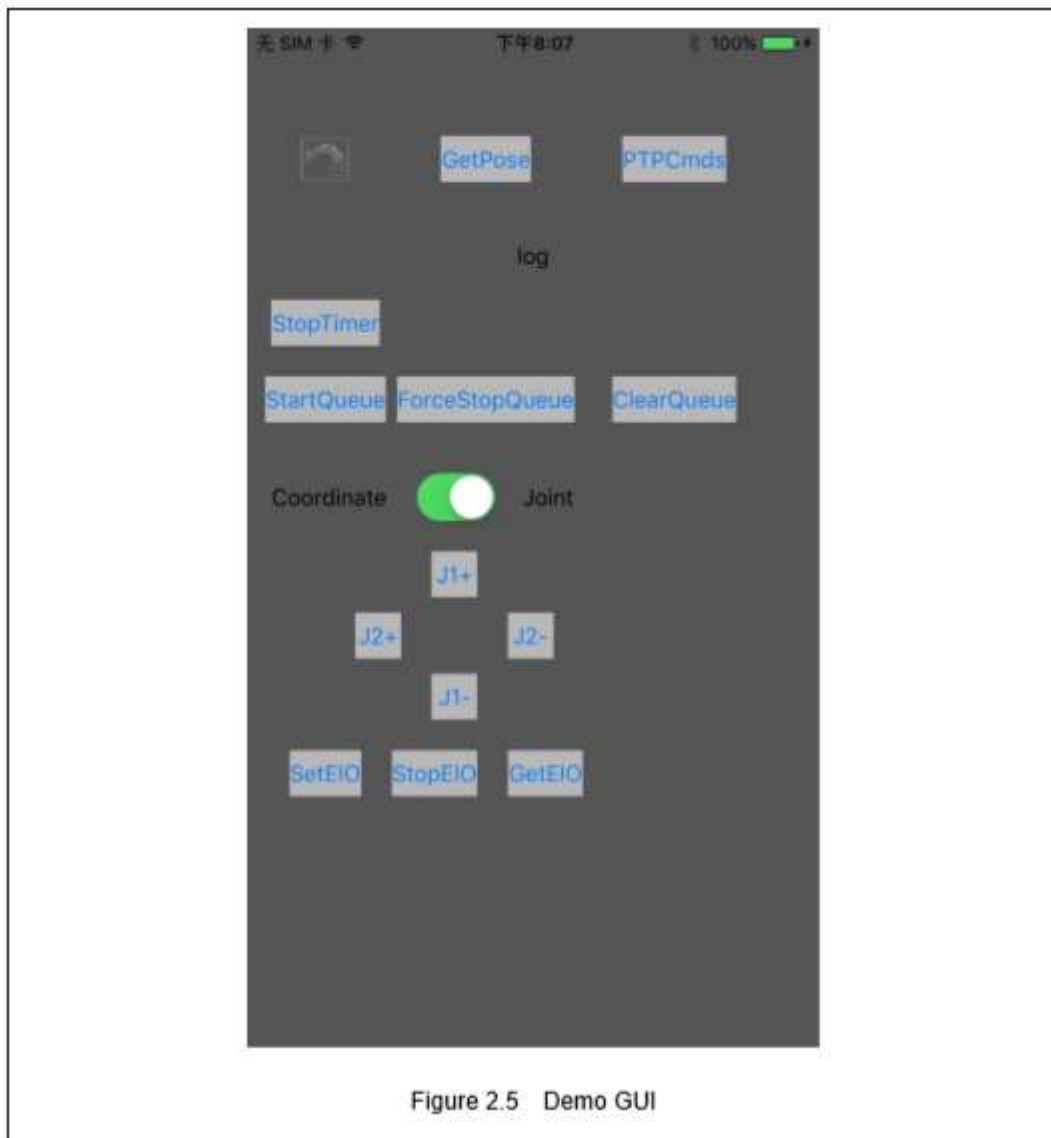 无 SIM 卡 下午8:07 100%
GetPose PTPCmds
log
StopTimer
StartQueue ForceStopQueue ClearQueue
Coordinate Joint
J1+
J2+ J2-
J1-
SetEIO StopEIO GetEIO
Figure 2.5 Demo GUI